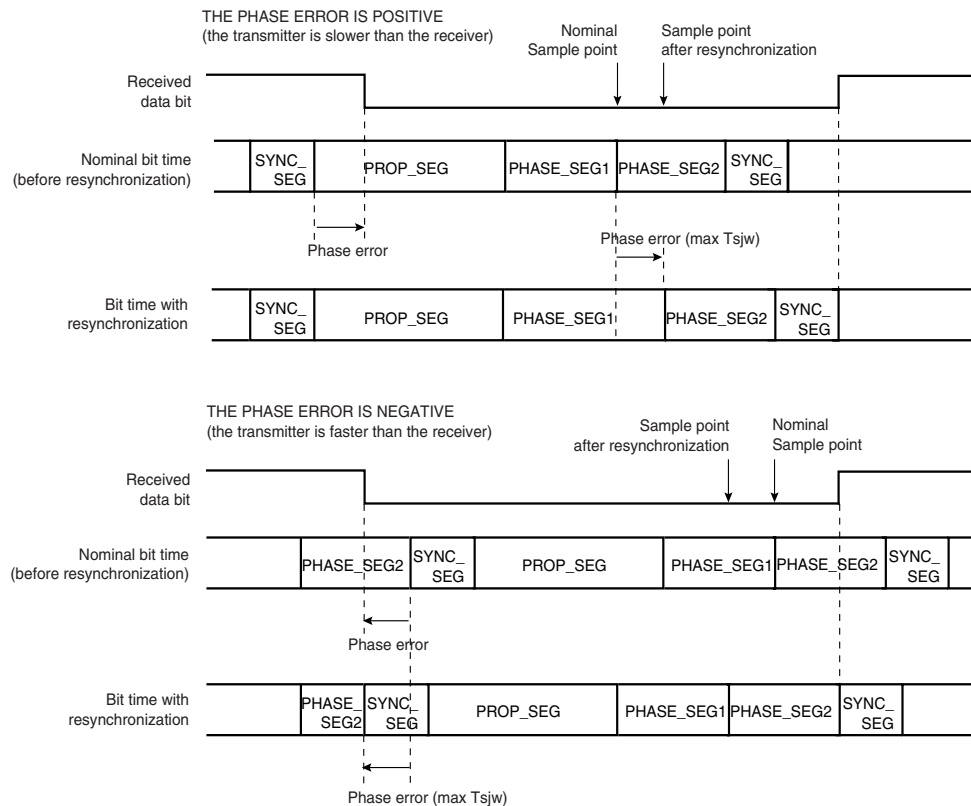 THE PHASE ERROR IS POSITIVE
(the transmitter is slower than the receiver)
Nominal
Sample point
Sample point
after resynchronization
Received
data bit
Nominal bit time
(before resynchronization)
SYNC_
SEG
PROP_SEG
PHASE_SEG1
PHASE_SEG2
SYNC_
SEG
Phase error
Phase error (max Tsjw)
Bit time with
resynchronization
SYNC_
SEG
PROP_SEG
PHASE_SEG1
PHASE_SEG2
SYNC_
SEG
THE PHASE ERROR IS NEGATIVE
(the transmitter is faster than the receiver)
Sample point
after resynchronization
Nominal
Sample point
Received
data bit
Nominal bit time
(before resynchronization)
PHASE_SEG2
SYNC_
SEG
PROP_SEG
PHASE_SEG1
PHASE_SEG2
SYNC_
SEG
Phase error
Bit time with
resynchronization
PHASE_
SEG2
SYNC_
SEG
PROP_SEG
PHASE_SEG1
PHASE_SEG2
SYNC_
SEG
Phase error (max Tsjw)